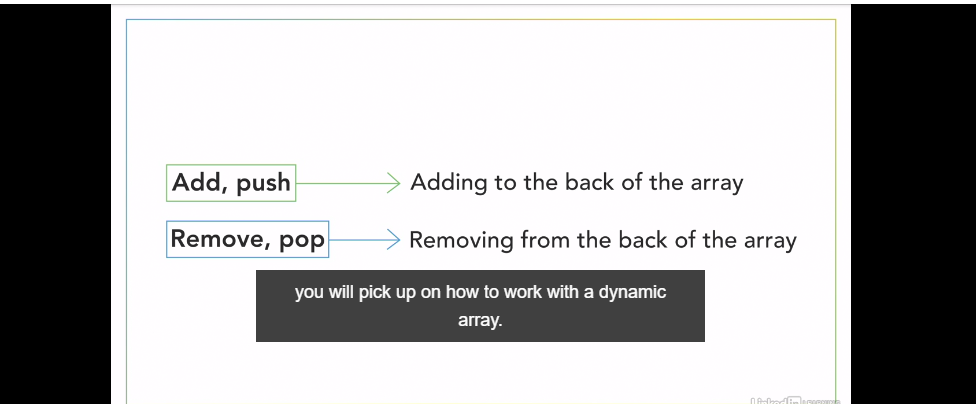 Add, push Adding to the back of the array
Remove, pop Removing from the back of the array
you will pick up on how to work with a dynamic
array.